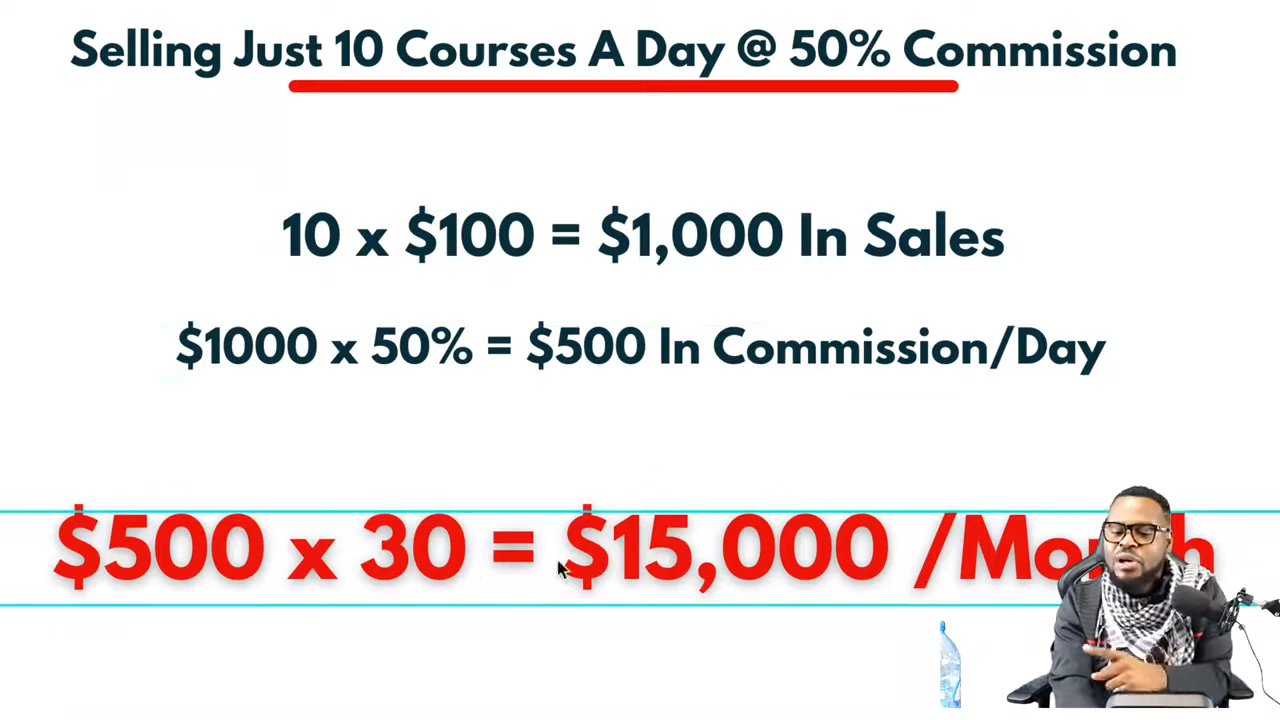 Selling Just 10 Courses A Day @ 50% Commission
10 x $100 = $1,000 In Sales
$1000 x 50% = $500 In Commission/Day
$500 x 30 = $15,000 /Month